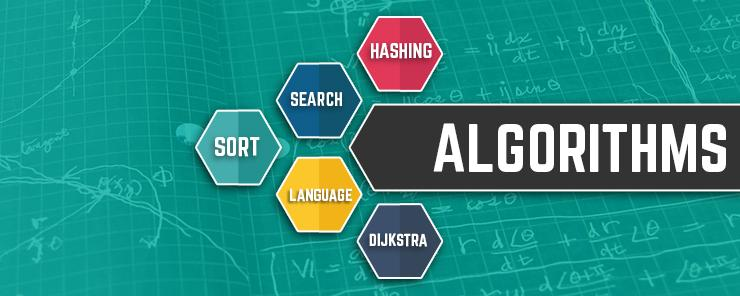 HASHING
SEARCH
SORT
ALGORITHMS
LANGUAGE
DIJKSTRA